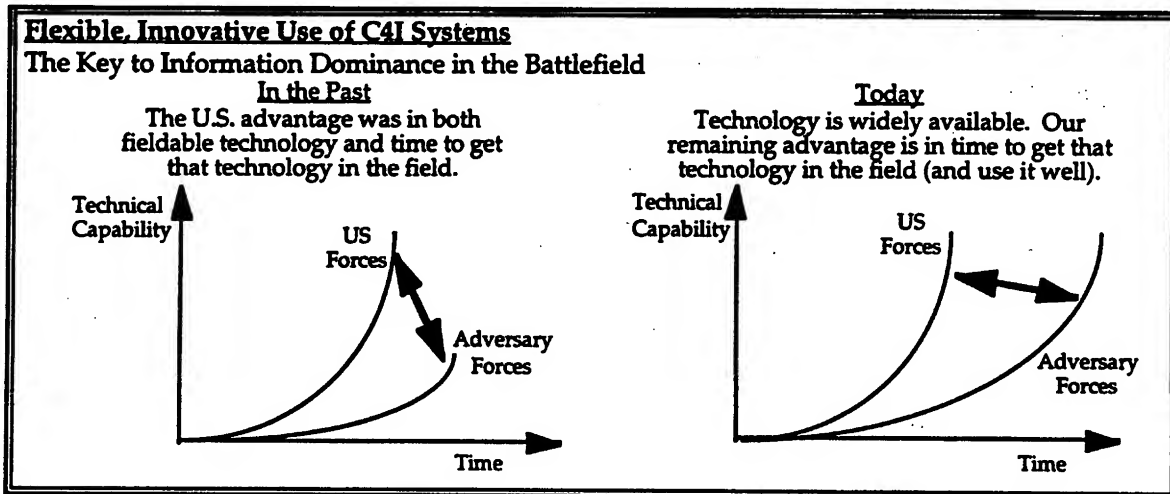 Flexible, Innovative Use of C4I Systems
The Key to Information Dominance in the Battlefield
In the Past
The U.S. advantage was in both
fieldable technology and time to get
that technology in the field.
Technical
Capability
US
Forces
Adversary
Forces
Time
Today
Technology is widely available. Our
remaining advantage is in time to get that
technology in the field (and use it well).
Technical
Capability
US
Forces
Adversary
Forces
Time